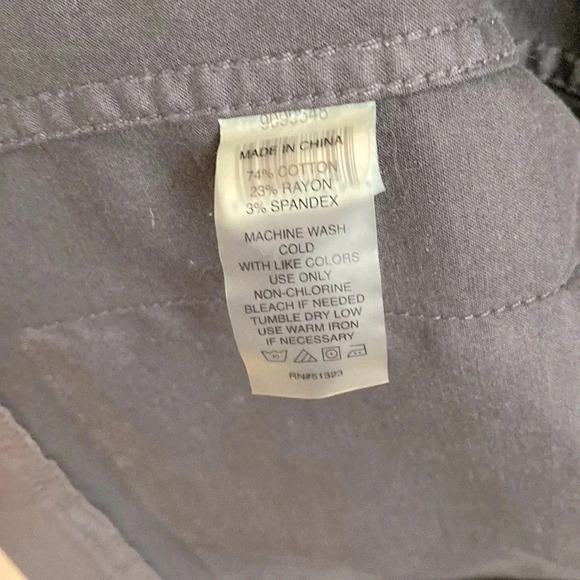 MADE IN CHINA
74% COTTON
23% RAYON
3% SPANDEX
MACHINE WASH
COLD
WITH LIKE COLORS
USE ONLY
NON-CHLORINE
BLEACH IF NEEDED
TUMBLE DRY LOW
USE WARM IRON
IF NECESSARY
RN#51323